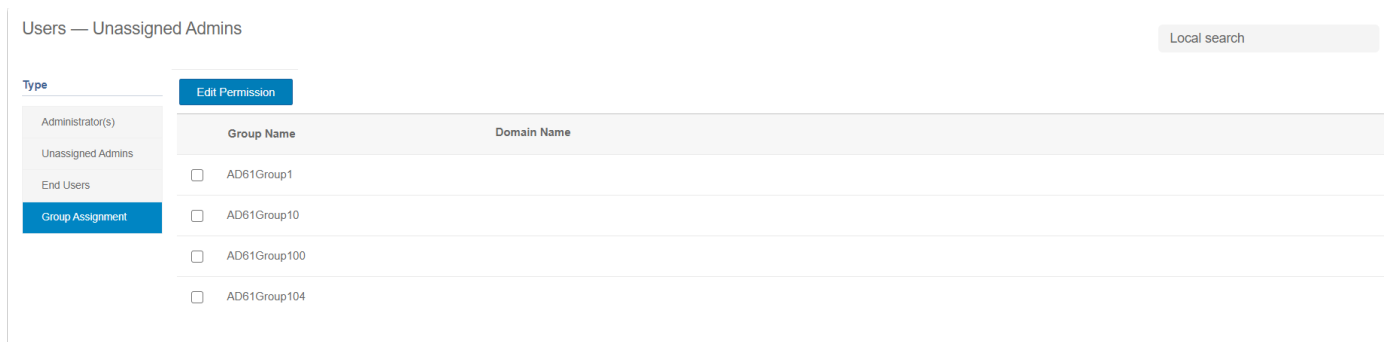 Users — Unassigned Admins
Local search
Type
Administrator(s)
Unassigned Admins
End Users
Group Assignment
Edit Permission
Group Name Domain Name
AD61Group1
AD61Group10
AD61Group100
AD61Group104